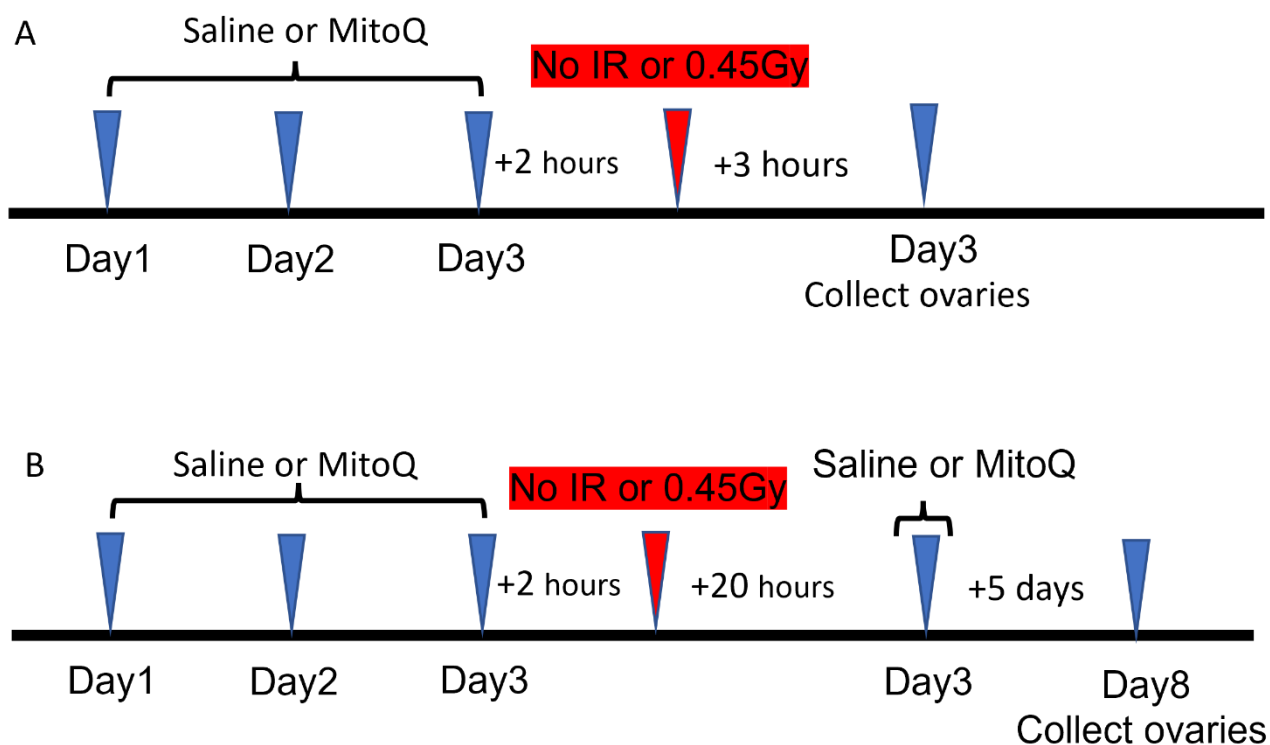 A
Saline or MitoQ
No IR or 0.45Gy
+2 hours
+3 hours
Day1
Day2
Day3
Day3
Collect ovaries
B
Saline or MitoQ
No IR or 0.45Gy
Saline or MitoQ
+2 hours
+20 hours
+5 days
Day1
Day2
Day3
Day3
Day8
Collect ovaries